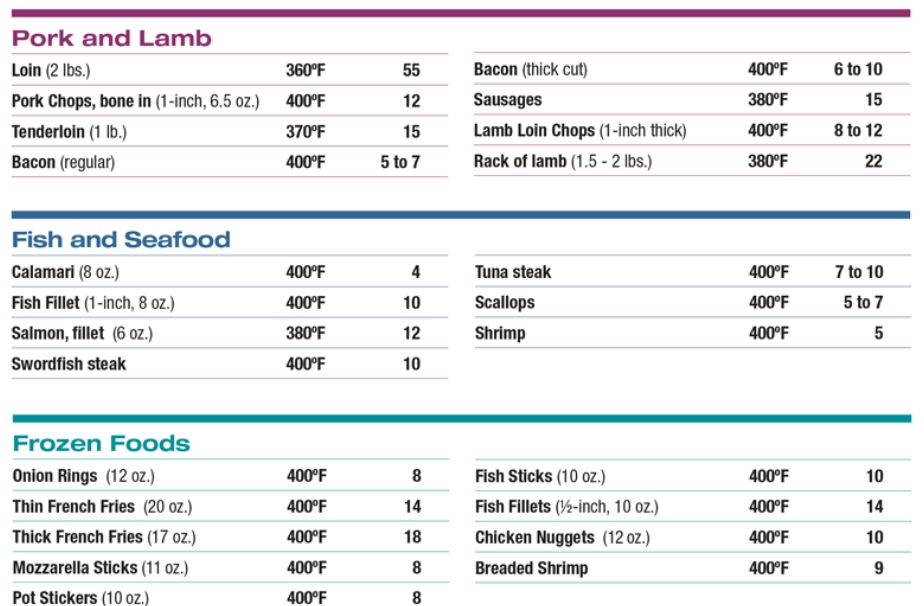 Pork and Lamb
Loin (2 lbs.) 360ºF 55
Pork Chops, bone in (1-inch, 6.5 oz.) 400ºF 12
Tenderloin (1 lb.) 370ºF 15
Bacon (regular) 400ºF 5 to 7
Bacon (thick cut) 400ºF 6 to 10
Sausages 380ºF 15
Lamb Loin Chops (1-inch thick) 400ºF 8 to 12
Rack of lamb (1.5 - 2 lbs.) 380ºF 22
Fish and Seafood
Calamari (8 oz.) 400ºF 4
Fish Fillet (1-inch, 8 oz.) 400ºF 10
Salmon, fillet (6 oz.) 380ºF 12
Swordfish steak 400ºF 10
Tuna steak 400ºF 7 to 10
Scallops 400ºF 5 to 7
Shrimp 400ºF 5
Frozen Foods
Onion Rings (12 oz.) 400ºF 8
Thin French Fries (20 oz.) 400ºF 14
Thick French Fries (17 oz.) 400ºF 18
Mozzarella Sticks (11 oz.) 400ºF 8
Pot Stickers (10 oz.) 400ºF 8
Fish Sticks (10 oz.) 400ºF 10
Fish Fillets (½-inch, 10 oz.) 400ºF 14
Chicken Nuggets (12 oz.) 400ºF 10
Breaded Shrimp 400ºF 9